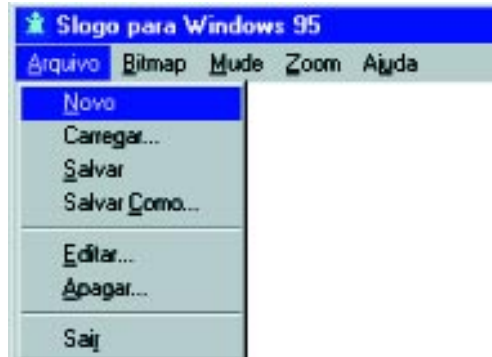 Slogo para Windows 95
Arquivo Bitmap Mude Zoom Ajuda
Novo
Carregar...
Salvar
Salvar Como...
Editar...
Apagar...
Sair